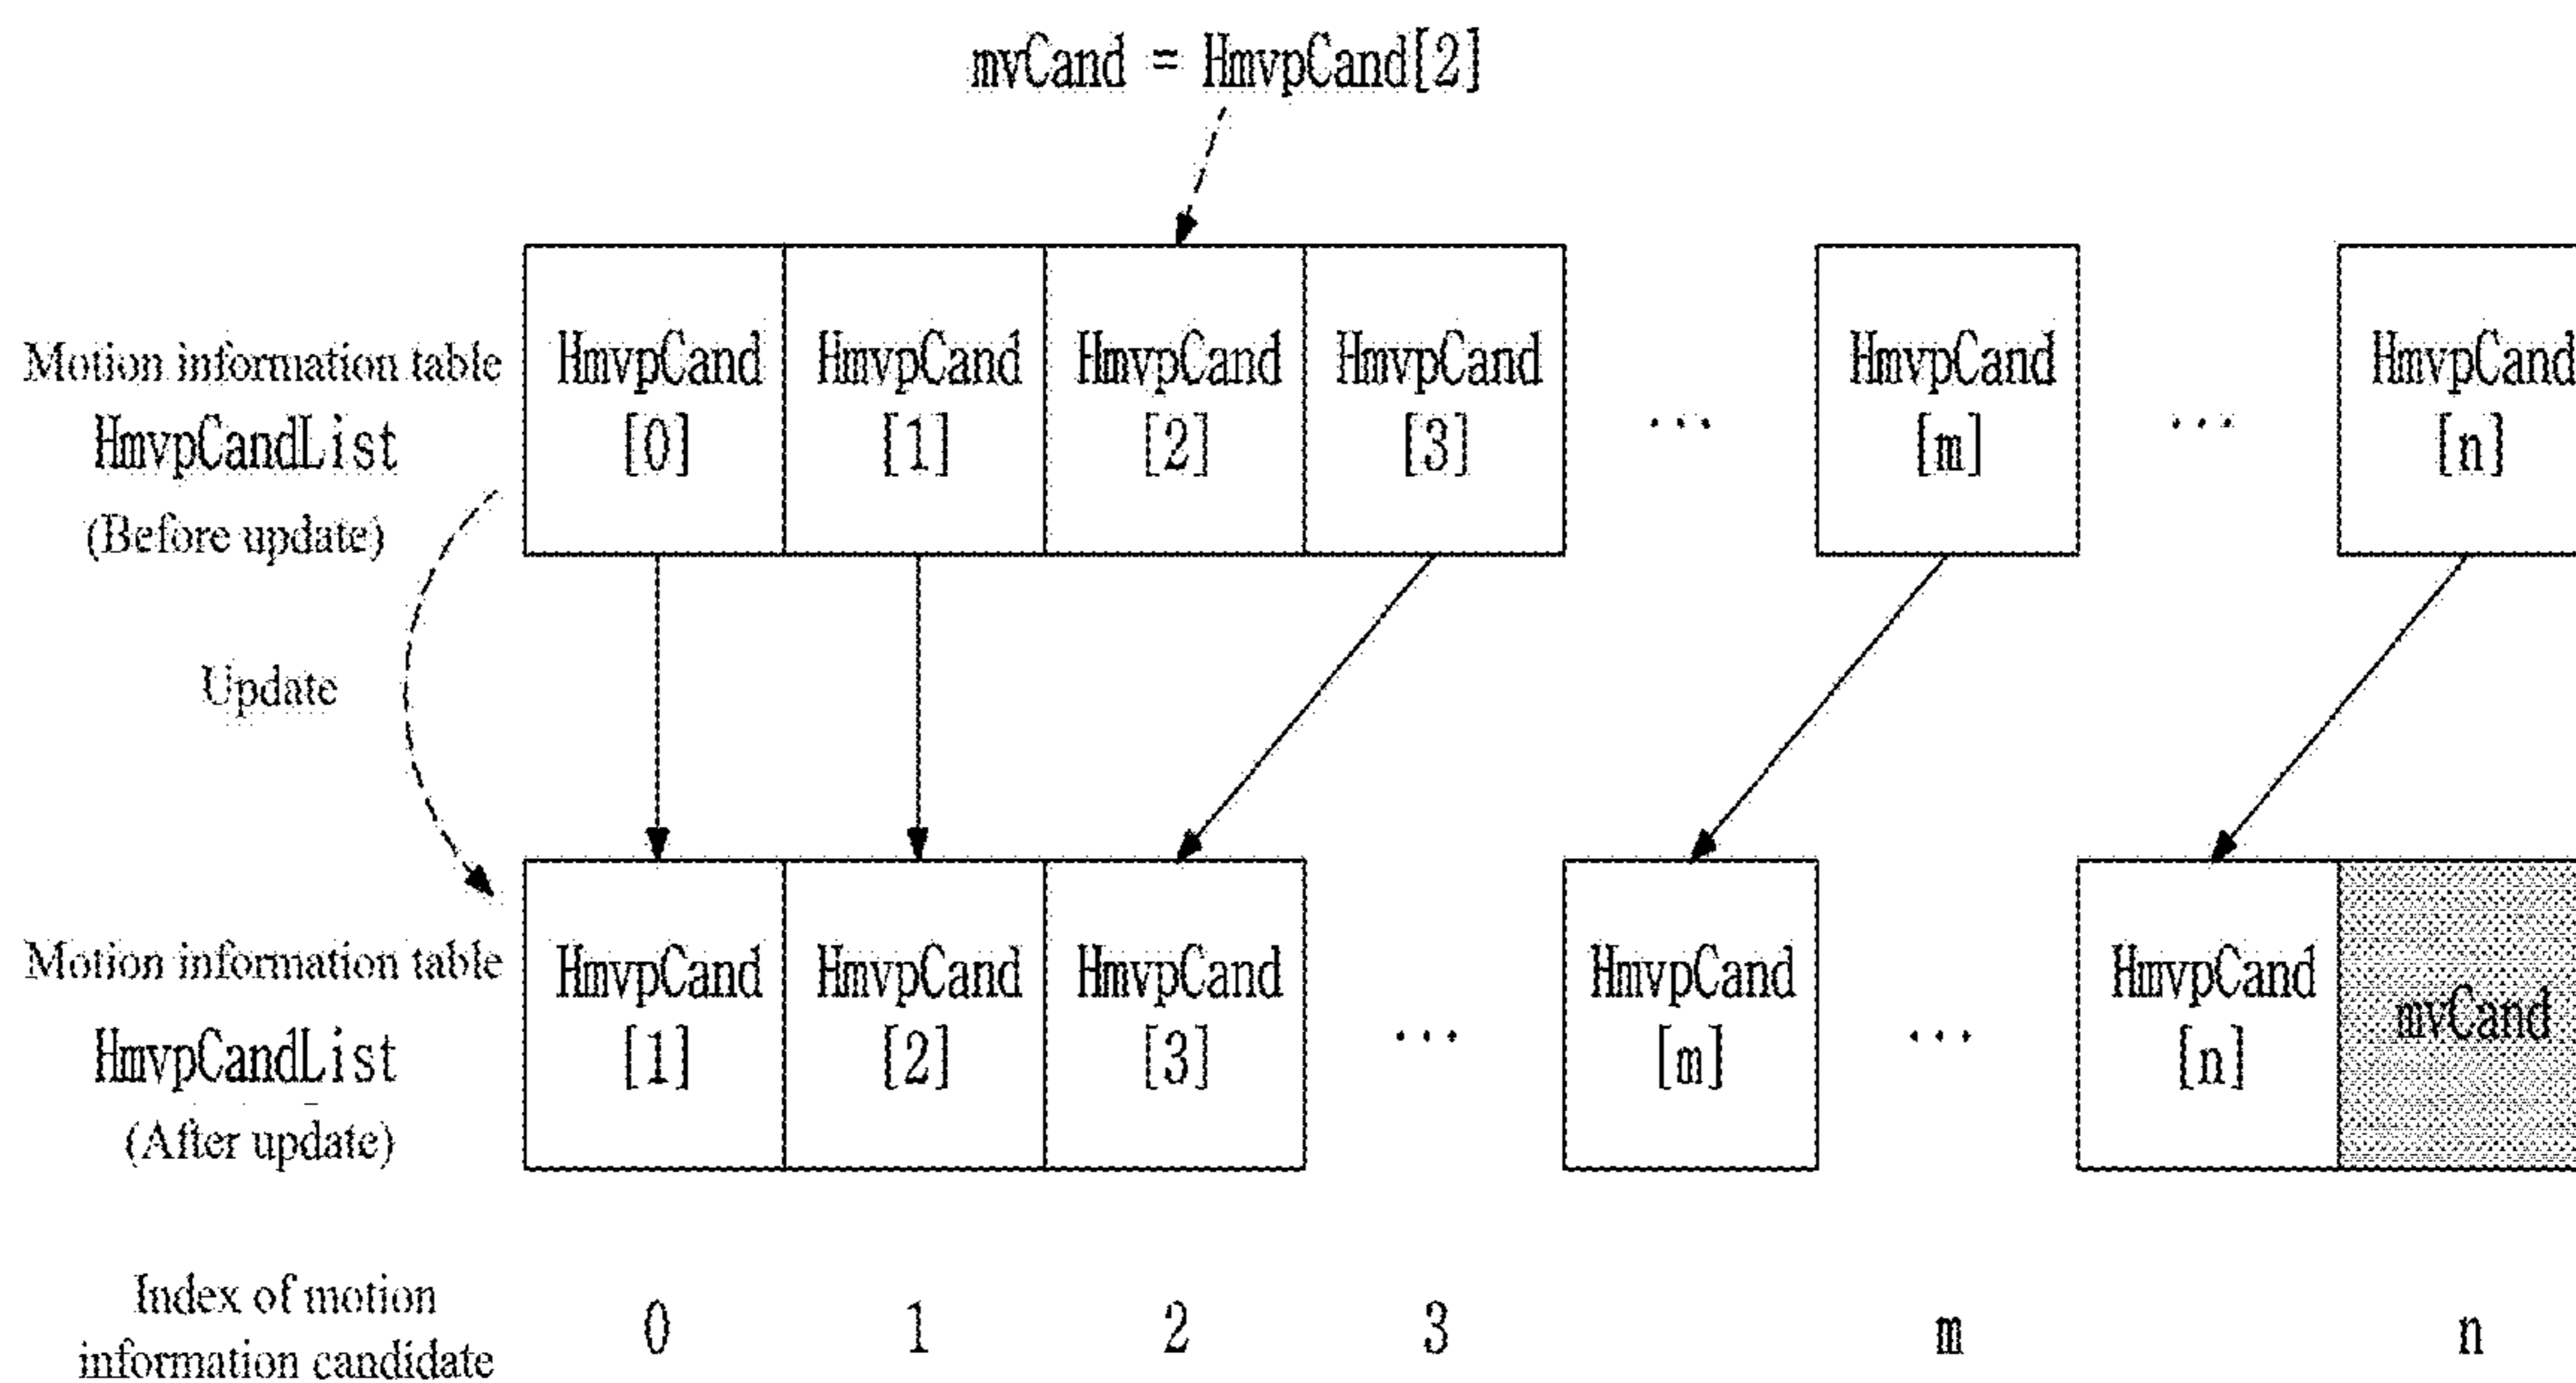 mvCand = HmvpCand[2]
Motion information table
HmvpCandList
(Before update)
HmvpCand
[0]
HmvpCand
[1]
HmvpCand
[2]
HmvpCand
[3]
...
HmvpCand
[m]
...
HmvpCand
[n]
Update
Motion information table
HmvpCandList
(After update)
HmvpCand
[1]
HmvpCand
[2]
HmvpCand
[3]
...
HmvpCand
[m]
...
HmvpCand
[n]
mvCand
Index of motion
information candidate
0
1
2
3
m
n